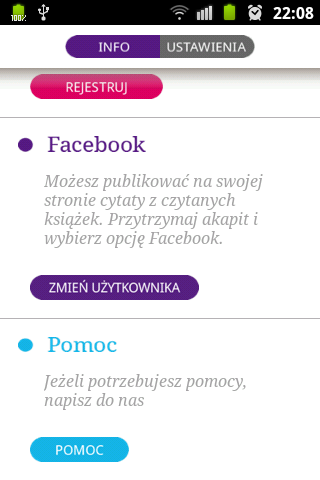 100%
22:08
INFO
USTAWIENIA
REJESTRUJ
Facebook
Możesz publikować na swojej
stronie cytaty z czytanych
książek. Przytrzymaj akapit i
wybierz opcję Facebook.
ZMIEŃ UŻYTKOWNIKA
Pomoc
Jeżeli potrzebujesz pomocy,
napisz do nas
POMOC